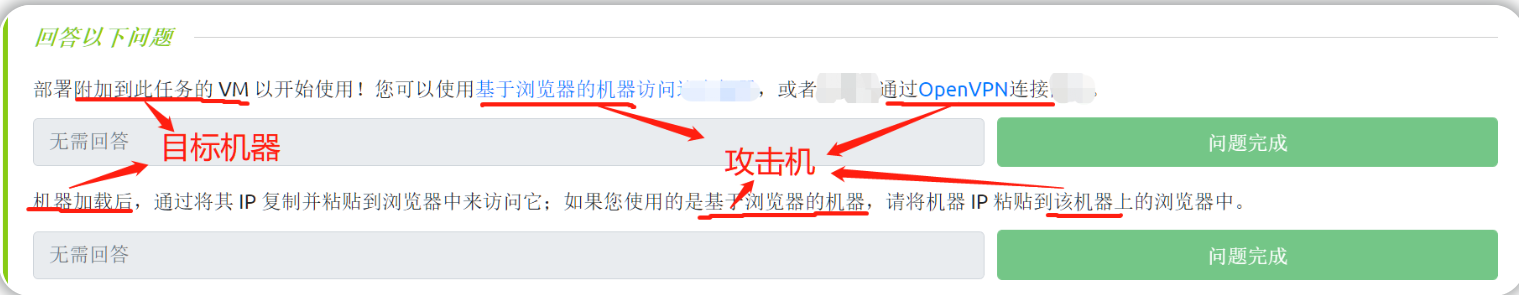 回答以下问题
部署附加到此任务的 VM 以开始使用！您可以使用基于浏览器的机器访问，或者通过OpenVPN连接。
无需回答 问题完成
目标机器
攻击机
机器加载后，通过将其 IP 复制并粘贴到浏览器中来访问它；如果您使用的是基于浏览器的机器，请将机器 IP 粘贴到该机器上的浏览器中。
无需回答 问题完成